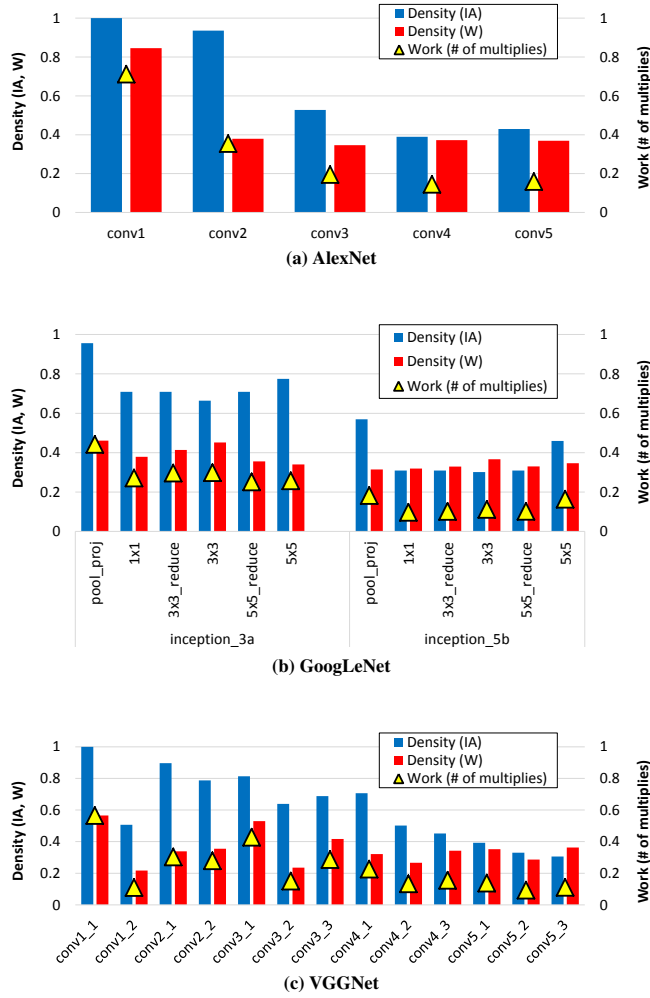 Density (IA, W)
1
0.8
0.6
0.4
0.2
0
Density (IA)
Density (W)
Work (# of multiplies)
1
0.8
0.6
0.4
0.2
0
Work (# of multiplies)
conv1 conv2 conv3 conv4 conv5
(a) AlexNet
Density (IA, W)
1
0.8
0.6
0.4
0.2
0
Density (IA)
Density (W)
Work (# of multiplies)
1
0.8
0.6
0.4
0.2
0
Work (# of multiplies)
pool_proj 1x1 3x3_reduce 3x3 5x5_reduce 5x5 pool_proj 1x1 3x3_reduce 3x3 5x5_reduce 5x5
inception_3a inception_5b
(b) GoogLeNet
Density (IA, W)
1
0.8
0.6
0.4
0.2
0
Density (IA)
Density (W)
Work (# of multiplies)
1
0.8
0.6
0.4
0.2
0
Work (# of multiplies)
conv1_1 conv1_2 conv2_1 conv2_2 conv3_1 conv3_2 conv3_3 conv4_1 conv4_2 conv4_3 conv5_1 conv5_2 conv5_3
(c) VGGNet